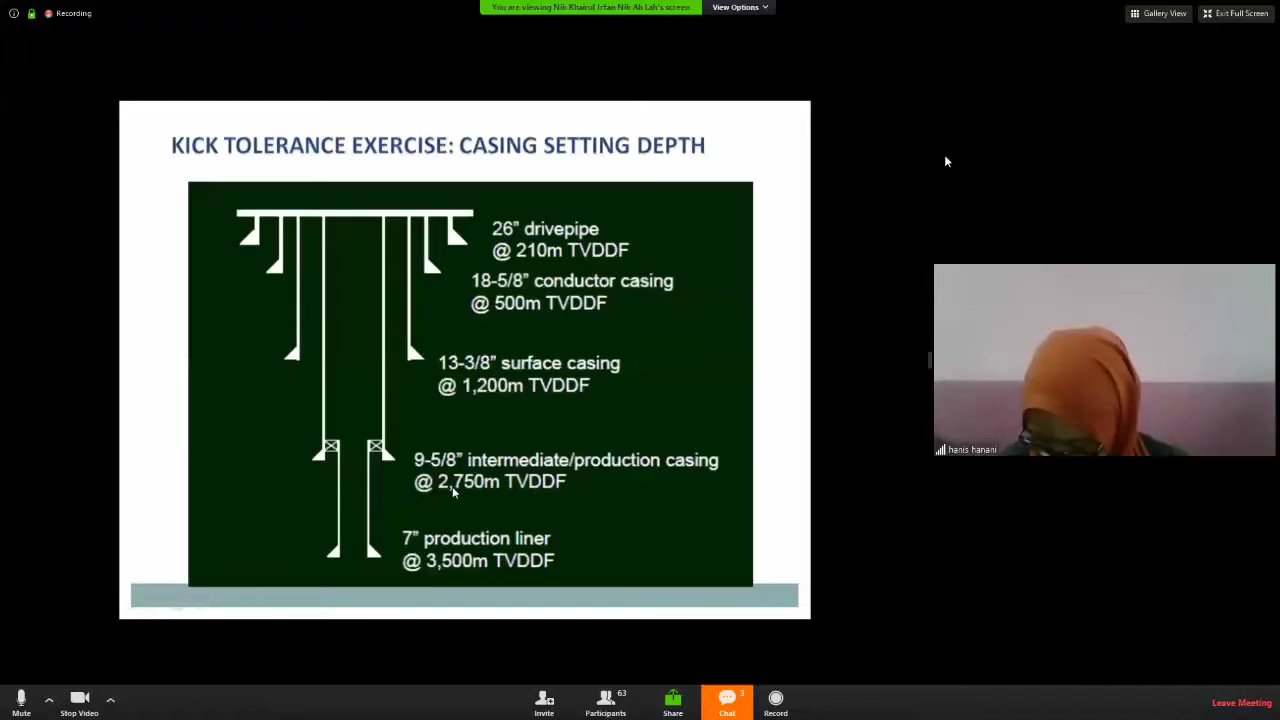 Recording
You are viewing Nik Khairul Irfan Nik Ab Lah's screen
View Options
Gallery View
Exit Full Screen
KICK TOLERANCE EXERCISE: CASING SETTING DEPTH
26” drivepipe
@ 210m TVDDF
18-5/8” conductor casing
@ 500m TVDDF
13-3/8” surface casing
@ 1,200m TVDDF
9-5/8” intermediate/production casing
@ 2,750m TVDDF
7” production liner
@ 3,500m TVDDF
hanis hanani
Mute
Stop Video
Invite
63
Participants
Share
3
Chat
Record
Leave Meeting